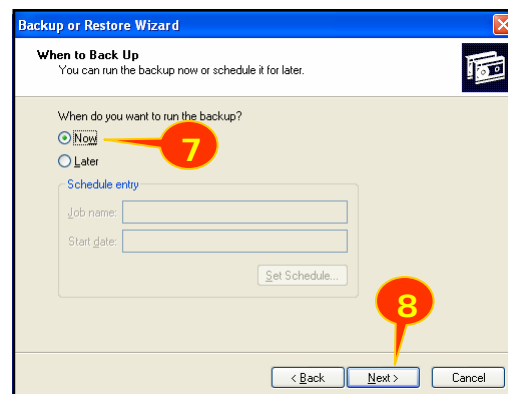 Backup or Restore Wizard
When to Back Up
You can run the backup now or schedule it for later.
When do you want to run the backup?
Now
7
Later
Schedule entry
Job name:
Start date:
Set Schedule...
8
< Back
Next >
Cancel